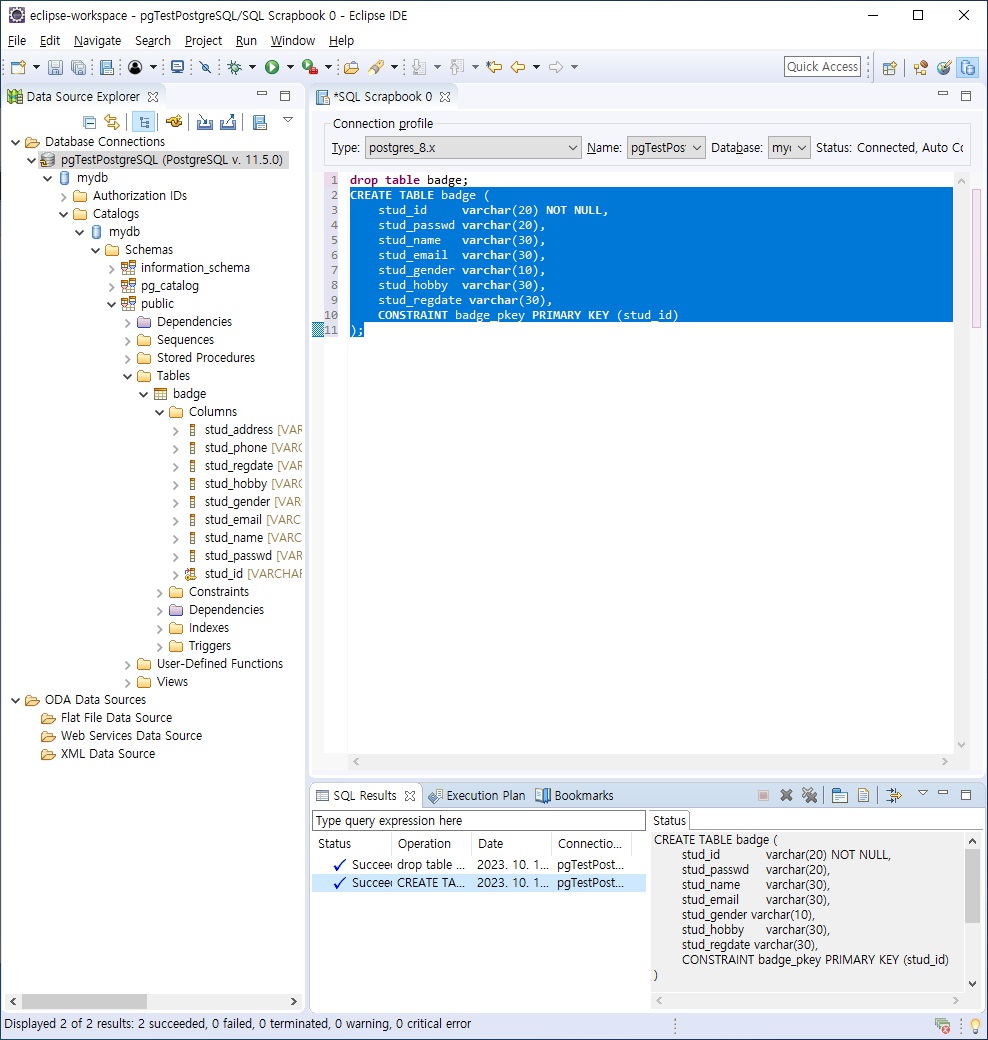 eclipse-workspace - pgTestPostgreSQL/SQL Scrapbook 0 - Eclipse IDE
File Edit Navigate Search Project Run Window Help
Quick Access
Data Source Explorer
Database Connections
pgTestPostgreSQL (PostgreSQL v. 11.5.0)
mydb
Authorization IDs
Catalogs
mydb
Schemas
information_schema
pg_catalog
public
Dependencies
Sequences
Stored Procedures
Tables
badge
Columns
stud_address [VAR
stud_phone [VARC
stud_regdate [VAR
stud_hobby [VARC
stud_gender [VAR
stud_email [VARC
stud_name [VARC
stud_passwd [VAR
stud_id [VARCHAR
Constraints
Dependencies
Indexes
Triggers
User-Defined Functions
Views
ODA Data Sources
Flat File Data Source
Web Services Data Source
XML Data Source
*SQL Scrapbook 0
Connection profile
Type: postgres_8.x Name: pgTestPos Database: my Status: Connected, Auto Co
1 drop table badge;
2 CREATE TABLE badge (
3 stud_id varchar(20) NOT NULL,
4 stud_passwd varchar(20),
5 stud_name varchar(30),
6 stud_email varchar(30),
7 stud_gender varchar(10),
8 stud_hobby varchar(30),
9 stud_regdate varchar(30),
10 CONSTRAINT badge_pkey PRIMARY KEY (stud_id)
11 );
SQL Results Execution Plan Bookmarks
Type query expression here
Status Operation Date Connectio...
Succeed drop table ... 2023. 10. 1... pgTestPost...
Succeed CREATE TA... 2023. 10. 1... pgTestPost...
Status
CREATE TABLE badge (
stud_id varchar(20) NOT NULL,
stud_passwd varchar(20),
stud_name varchar(30),
stud_email varchar(30),
stud_gender varchar(10),
stud_hobby varchar(30),
stud_regdate varchar(30),
CONSTRAINT badge_pkey PRIMARY KEY (stud_id)
)
Displayed 2 of 2 results: 2 succeeded, 0 failed, 0 terminated, 0 warning, 0 critical error